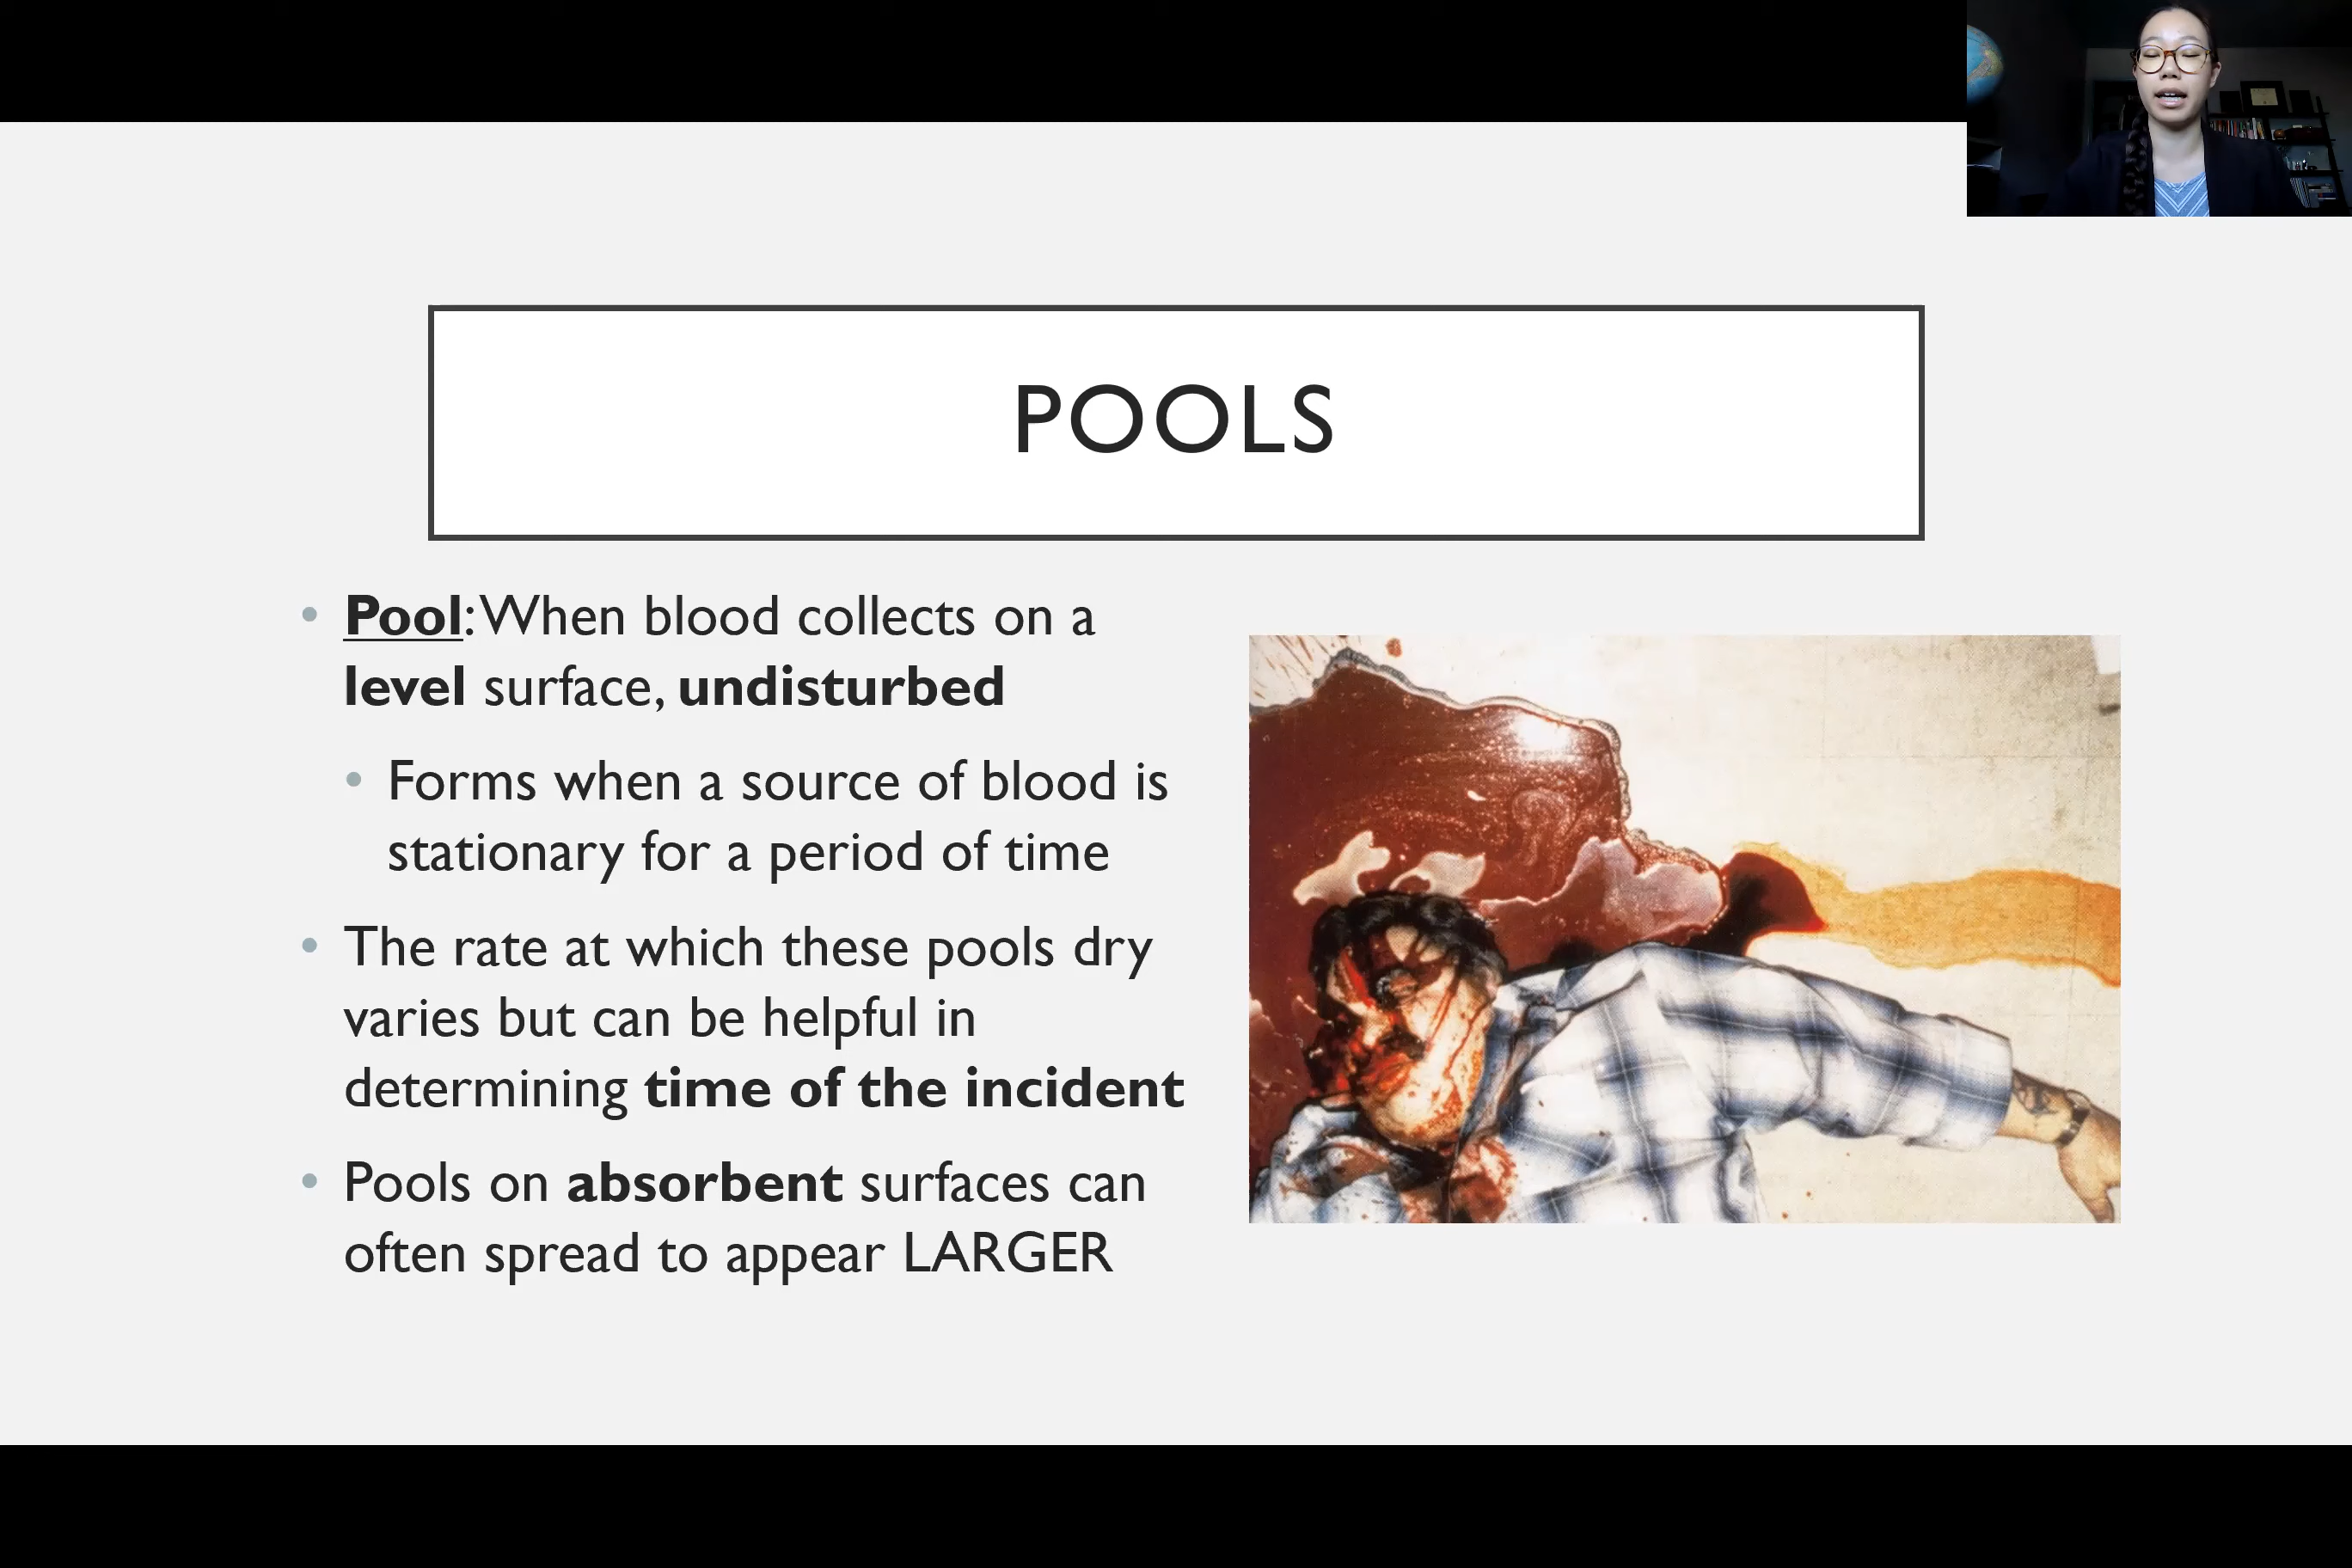 POOLS
• Pool: When blood collects on a
level surface, undisturbed
• Forms when a source of blood is
stationary for a period of time
• The rate at which these pools dry
varies but can be helpful in
determining time of the incident
• Pools on absorbent surfaces can
often spread to appear LARGER